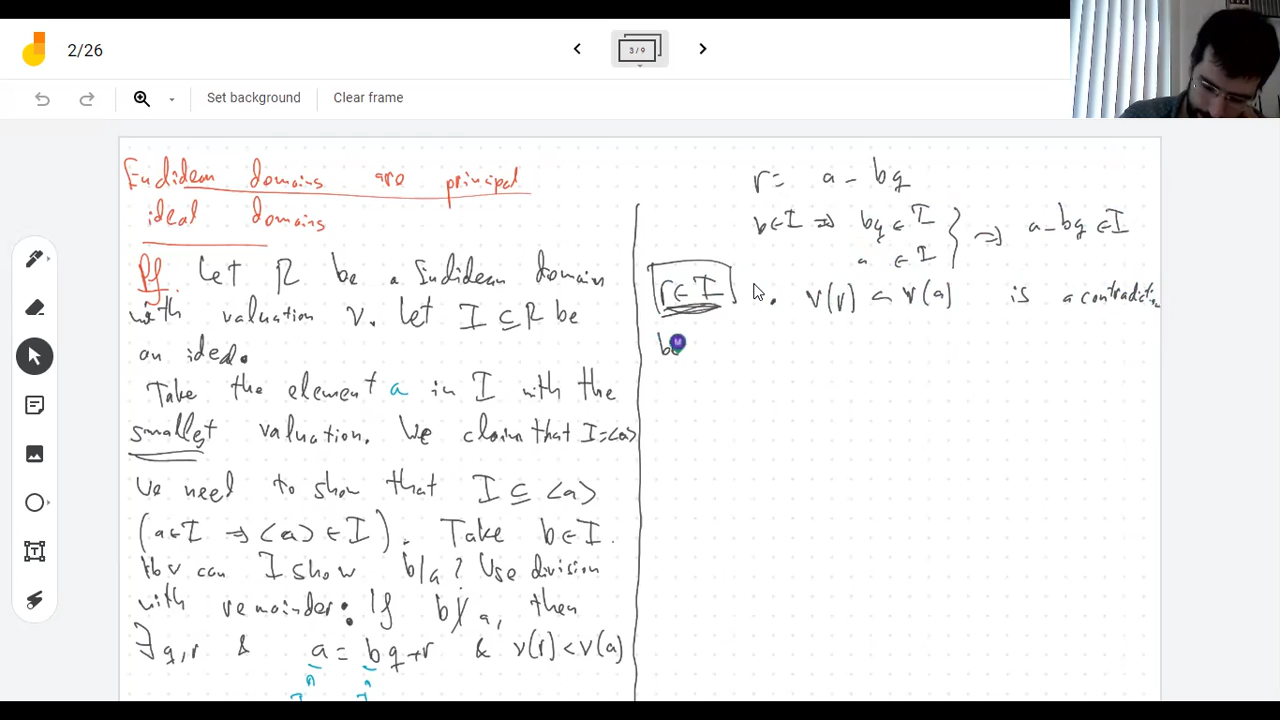 2/26
3/9
Set background
Clear frame
Euclidean domains are principal
ideal domains
Pf. Let R be a Euclidean domain
with valuation v. Let I ⊆ R be
an ideal.
Take the element a in I with the
smallest valuation. We claim that I=<a>
We need to show that I ⊆ <a>
(a∈I ⇒ <a> ∈ I). Take b∈I.
How can I show b/a? Use division
with remainder. If b∤a, then
∃ q,r & a = bq+r & v(r)<v(a)
r = a - bq
b∈I ⇒ bq ∈ I
a ∈ I
⇒ a - bq ∈ I
r∈I
v(r) < v(a) is a contradiction
M